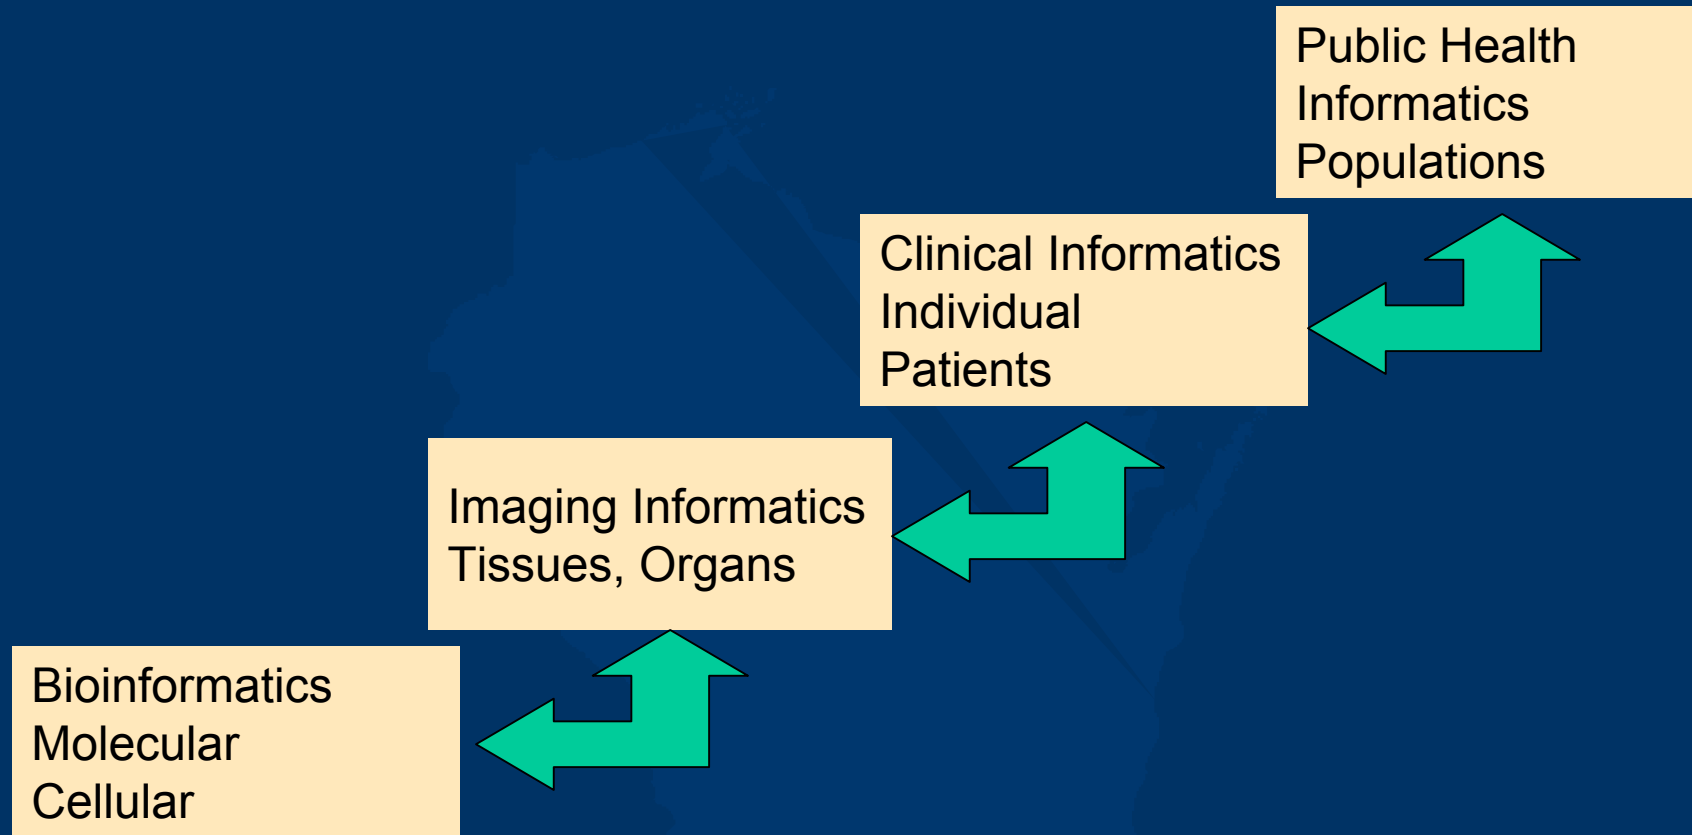 Public Health
Informatics
Populations
Clinical Informatics
Individual
Patients
Imaging Informatics
Tissues, Organs
Bioinformatics
Molecular
Cellular